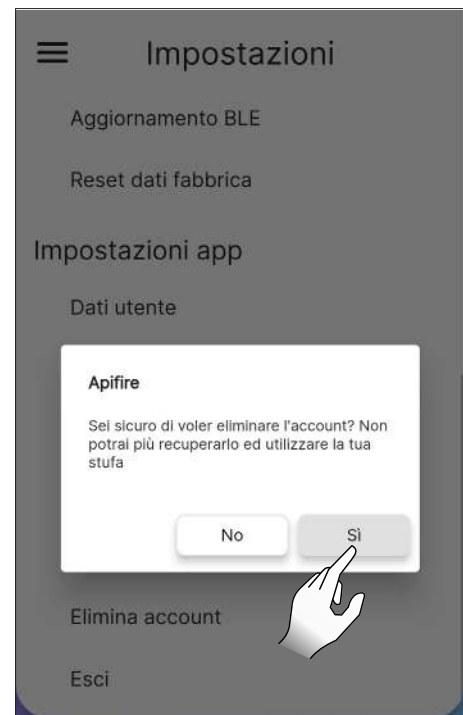 Impostazioni
Aggiornamento BLE
Reset dati fabbrica
Impostazioni app
Dati utente
Apifire
Sei sicuro di voler eliminare l'account? Non
potrai più recuperarlo ed utilizzare la tua
stufa
No
Sì
Elimina account
Esci